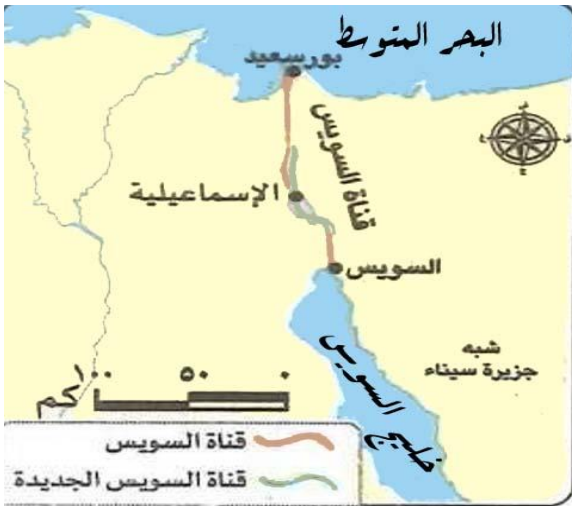 البحر المتوسط
بورسعيد
قناة السويس
الإسماعيلية
السويس
شبه
جزيرة سيناء
خليج السويس
٠ ٥٠ ١٠٠ كم
قناة السويس
قناة السويس الجديدة